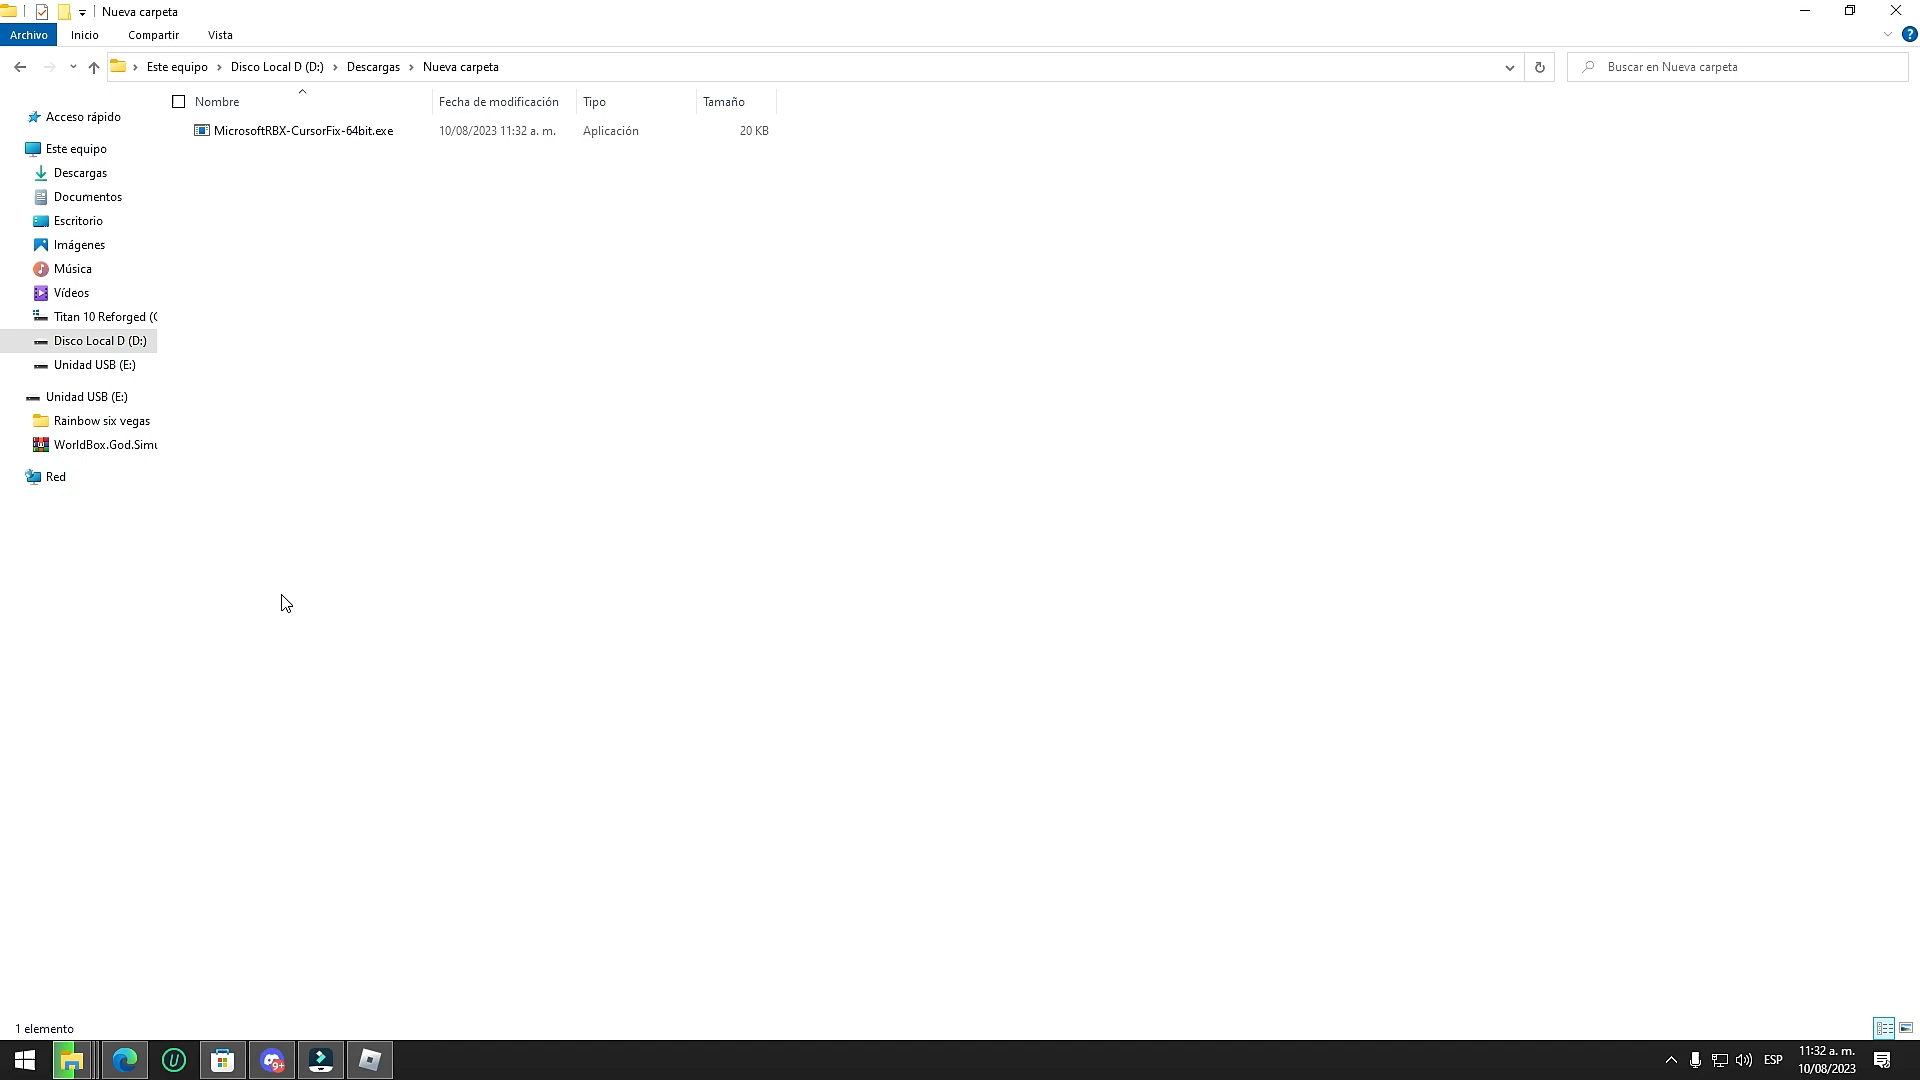 Nueva carpeta
Archivo Inicio Compartir Vista
Este equipo Disco Local D (D:) Descargas Nueva carpeta
Buscar en Nueva carpeta
Nombre Fecha de modificación Tipo Tamaño
MicrosoftRBX-CursorFix-64bit.exe 10/08/2023 11:32 a. m. Aplicación 20 KB
Acceso rápido
Este equipo
Descargas
Documentos
Escritorio
Imágenes
Música
Vídeos
Titan 10 Reforged (C
Disco Local D (D:)
Unidad USB (E:)
Unidad USB (E:)
Rainbow six vegas
WorldBox.God.Simu
Red
1 elemento
9+
ESP
11:32 a. m.
10/08/2023